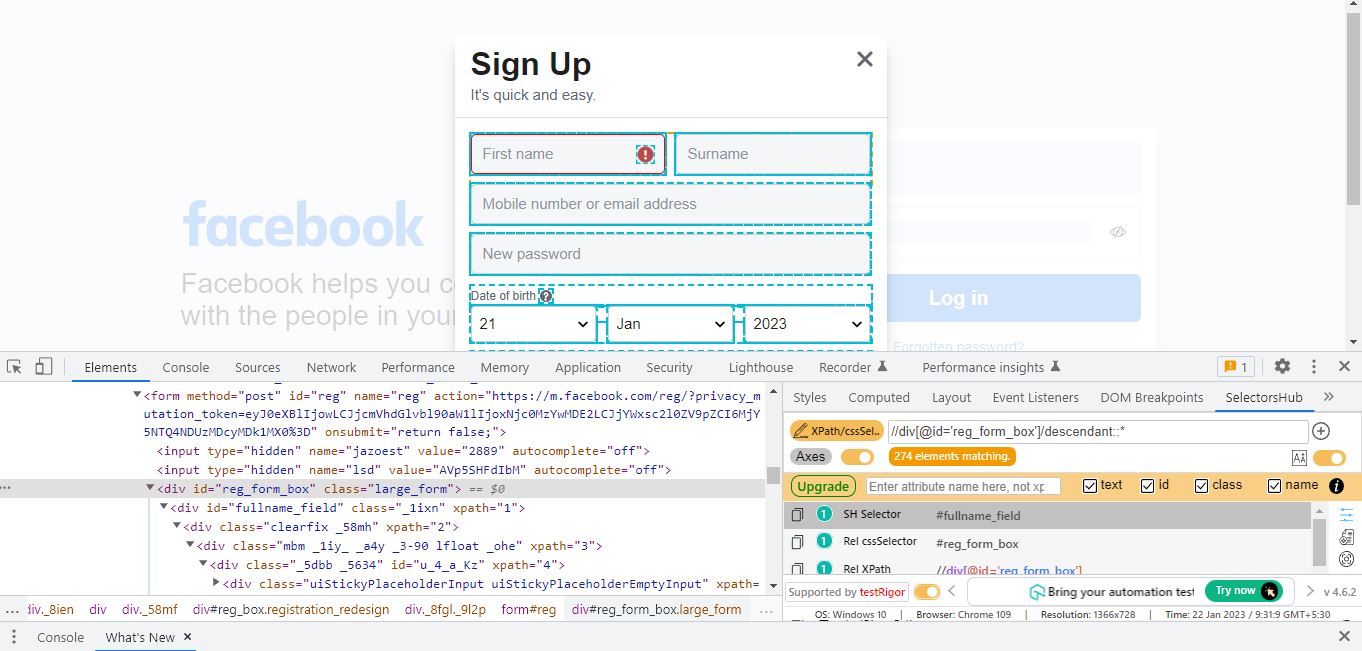 Sign Up
It's quick and easy.
First name
Surname
Mobile number or email address
New password
Date of birth
21
Jan
2023
facebook
Facebook helps you c
with the people in your
Log in
Forgotten password?
Elements
Console
Sources
Network
Performance
Memory
Application
Security
Lighthouse
Recorder
Performance insights
1
<form method="post" id="reg" name="reg" action="https://m.facebook.com/reg/?privacy_m
<input type="hidden" name="jazoest" value="2889" autocomplete="off">
<input type="hidden" name="lsd" value="AVp5SHFdIbM" autocomplete="off">
<div id="reg_form_box" class="large_form"> == $0
<div id="fullname_field" class="_1ixn" xpath="1">
<div class="clearfix _58mh" xpath="2">
<div class="mbm _1iy_ _a4y _3-90 lfloat _ohe" xpath="3">
<div class="_5dbb _5634" id="u_4_a_Kz" xpath="4">
<div class="uiStickyPlaceholderInput uiStickyPlaceholderEmptyInput" xpath=
... div._8ien div div._58mf div#reg_box.registration_redesign div._8fgl._9l2p form#reg div#reg_form_box.large_form ...
Styles
Computed
Layout
Event Listeners
DOM Breakpoints
SelectorsHub
XPath/cssSel..
//div[@id='reg_form_box']/descendant::*
Axes
274 elements matching.
Upgrade
Enter attribute name here, not xp
text
id
class
name
1 SH Selector #fullname_field
1 Rel cssSelector #reg_form_box
1 Rel XPath //div[@id='reg_form_box']
Supported by testRigor
Bring your automation test
Try now
v 4.6.2
OS: Windows 10 | Browser: Chrome 109 | Resolution: 1366x728 | Time: 22 Jan 2023 / 9:31:9 GMT+5:30
Console
What's New